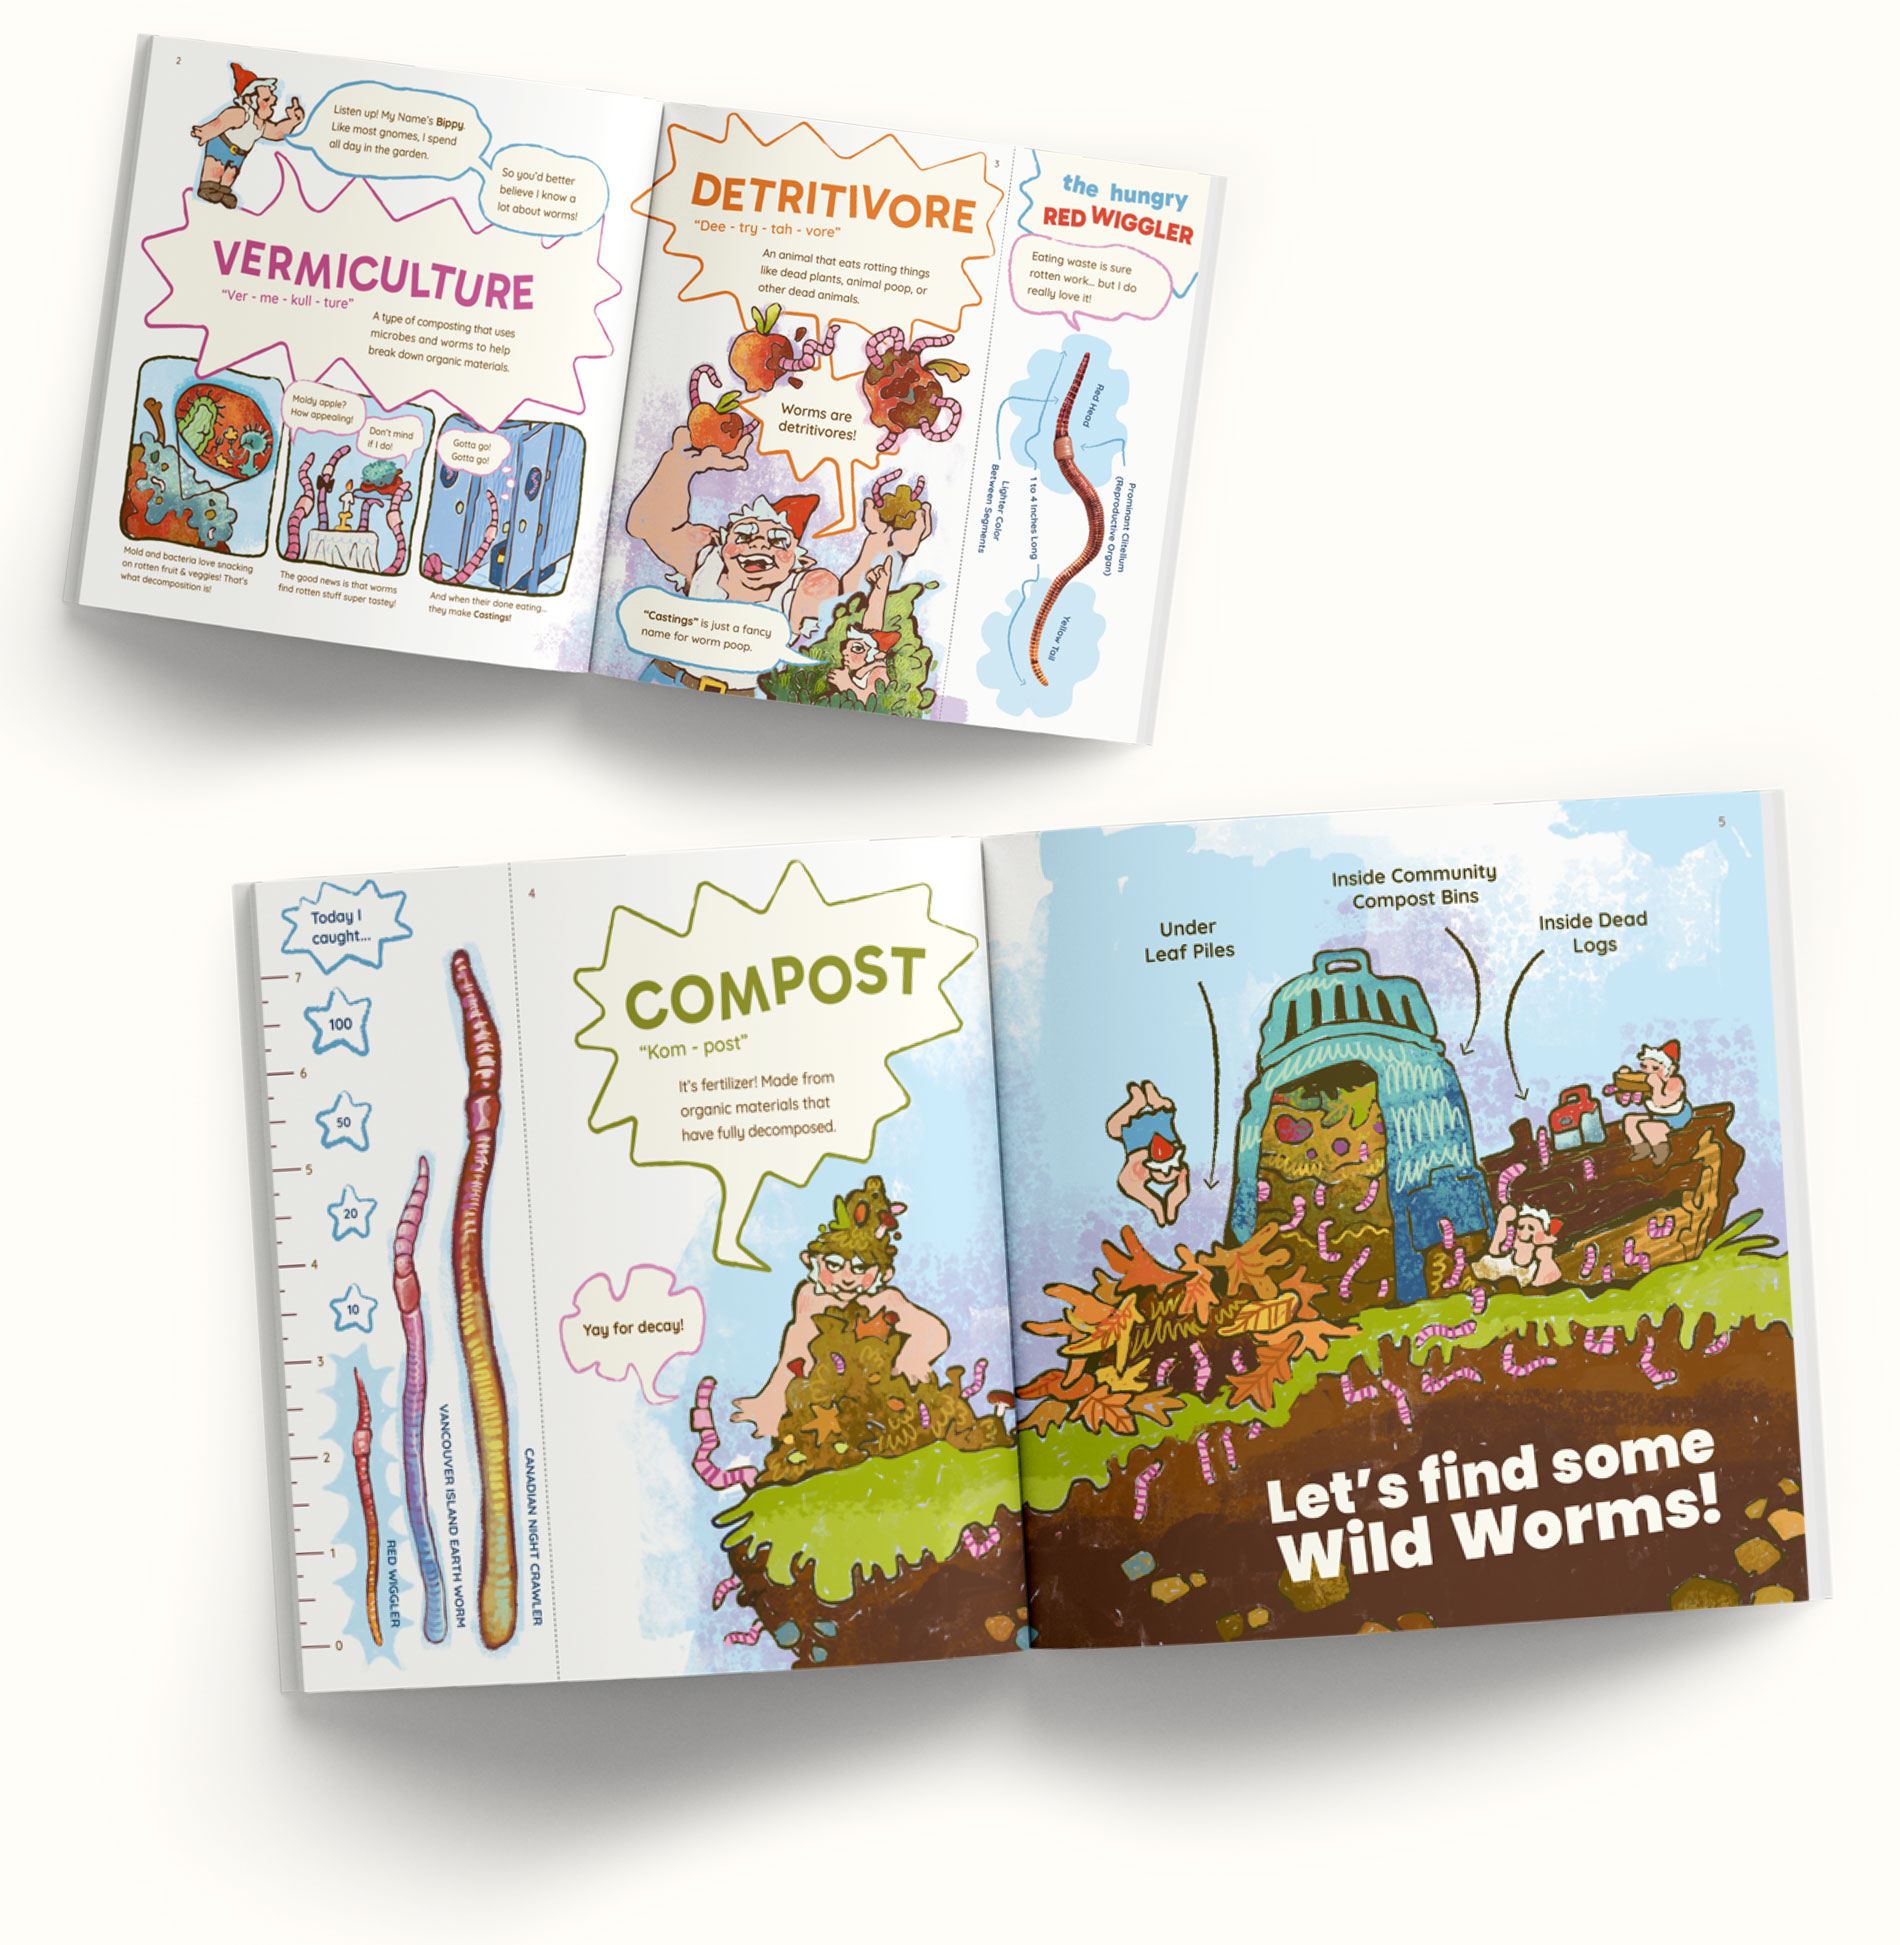 2
Listen up! My Name's Bippy.
Like most gnomes, I spend
all day in the garden.
So you'd better
believe I know a
lot about worms!
VERMICULTURE
“Ver - me - kull - ture”
A type of composting that uses
microbes and worms to help
break down organic materials.
Moldy apple?
How appealing!
Don't mind
if I do!
Gotta go!
Gotta go!
Mold and bacteria love snacking
on rotten fruit & veggies! That's
what decomposition is!
The good news is that worms
find rotten stuff super tastey!
And when their done eating...
they make Castings!
3
DETRITIVORE
“Dee - try - tah - vore”
An animal that eats rotting things
like dead plants, animal poop, or
other dead animals.
Worms are
detritivores!
“Castings” is just a fancy
name for worm poop.
the hungry
RED WIGGLER
Eating waste is sure
rotten work... but I do
really love it!
Red Head
Prominant Clitellum
(Reproductive Organ)
1 to 4 Inches Long
Lighter Color
Between Segments
Yellow Tail
Today I
caught...
7
100
6
50
5
20
4
10
3
2
1
0
RED WIGGLER
VANCOUVER ISLAND EARTH WORM
CANADIAN NIGHT CRAWLER
4
COMPOST
“Kom - post”
It's fertilizer! Made from
organic materials that
have fully decomposed.
Yay for decay!
5
Under
Leaf Piles
Inside Community
Compost Bins
Inside Dead
Logs
Let's find some
Wild Worms!